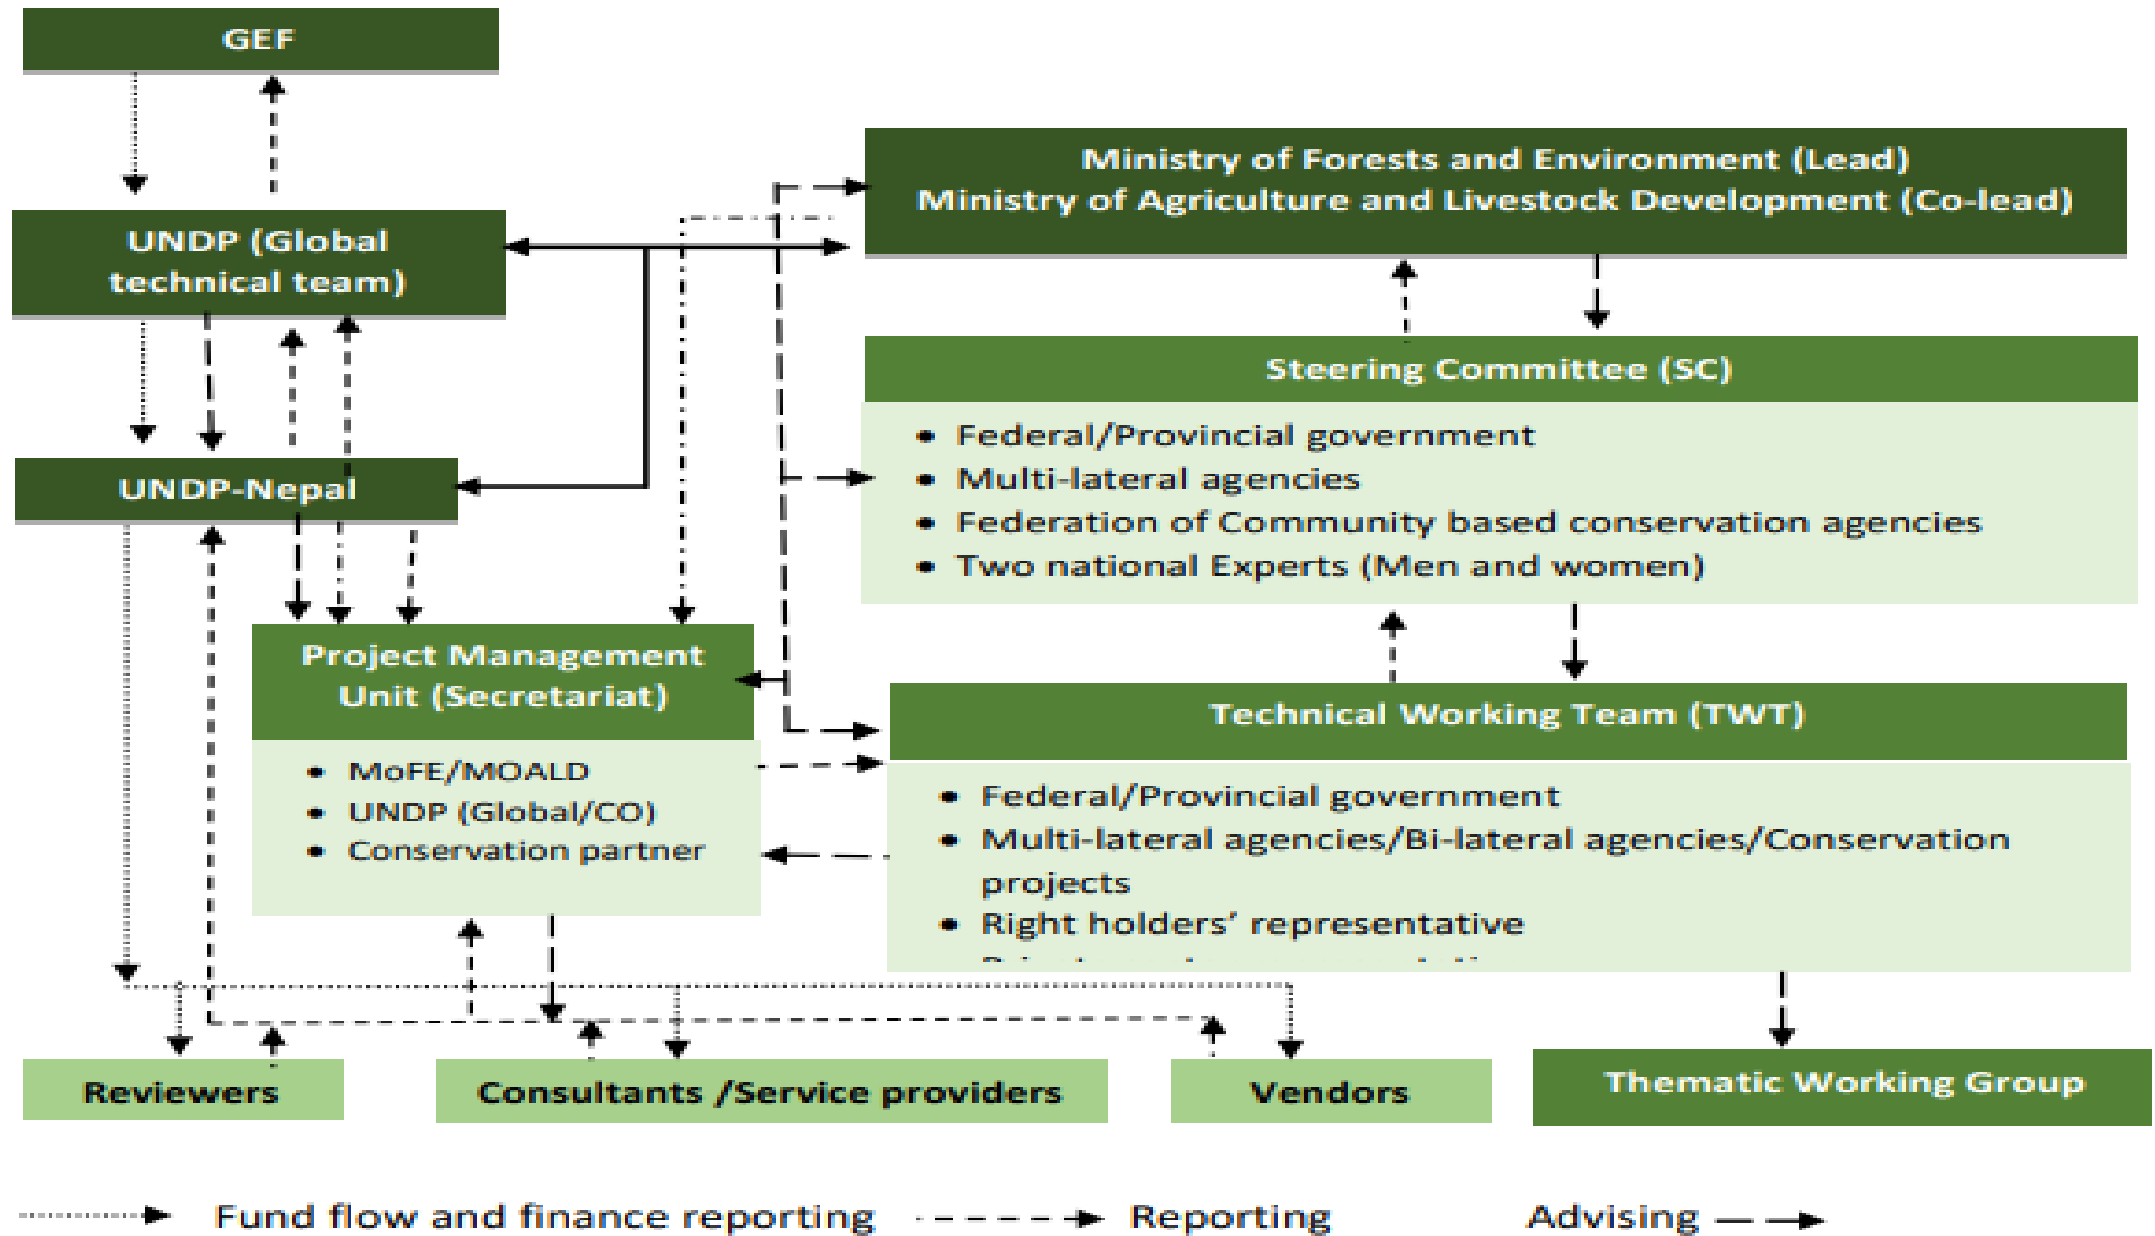 GEF
UNDP (Global
technical team)
UNDP-Nepal
Project Management
Unit (Secretariat)
• MoFE/MOALD
• UNDP (Global/CO)
• Conservation partner
Ministry of Forests and Environment (Lead)
Ministry of Agriculture and Livestock Development (Co-lead)
Steering Committee (SC)
• Federal/Provincial government
• Multi-lateral agencies
• Federation of Community based conservation agencies
• Two national Experts (Men and women)
Technical Working Team (TWT)
• Federal/Provincial government
• Multi-lateral agencies/Bi-lateral agencies/Conservation
projects
• Right holders’ representative
Reviewers
Consultants /Service providers
Vendors
Thematic Working Group
Fund flow and finance reporting
Reporting
Advising